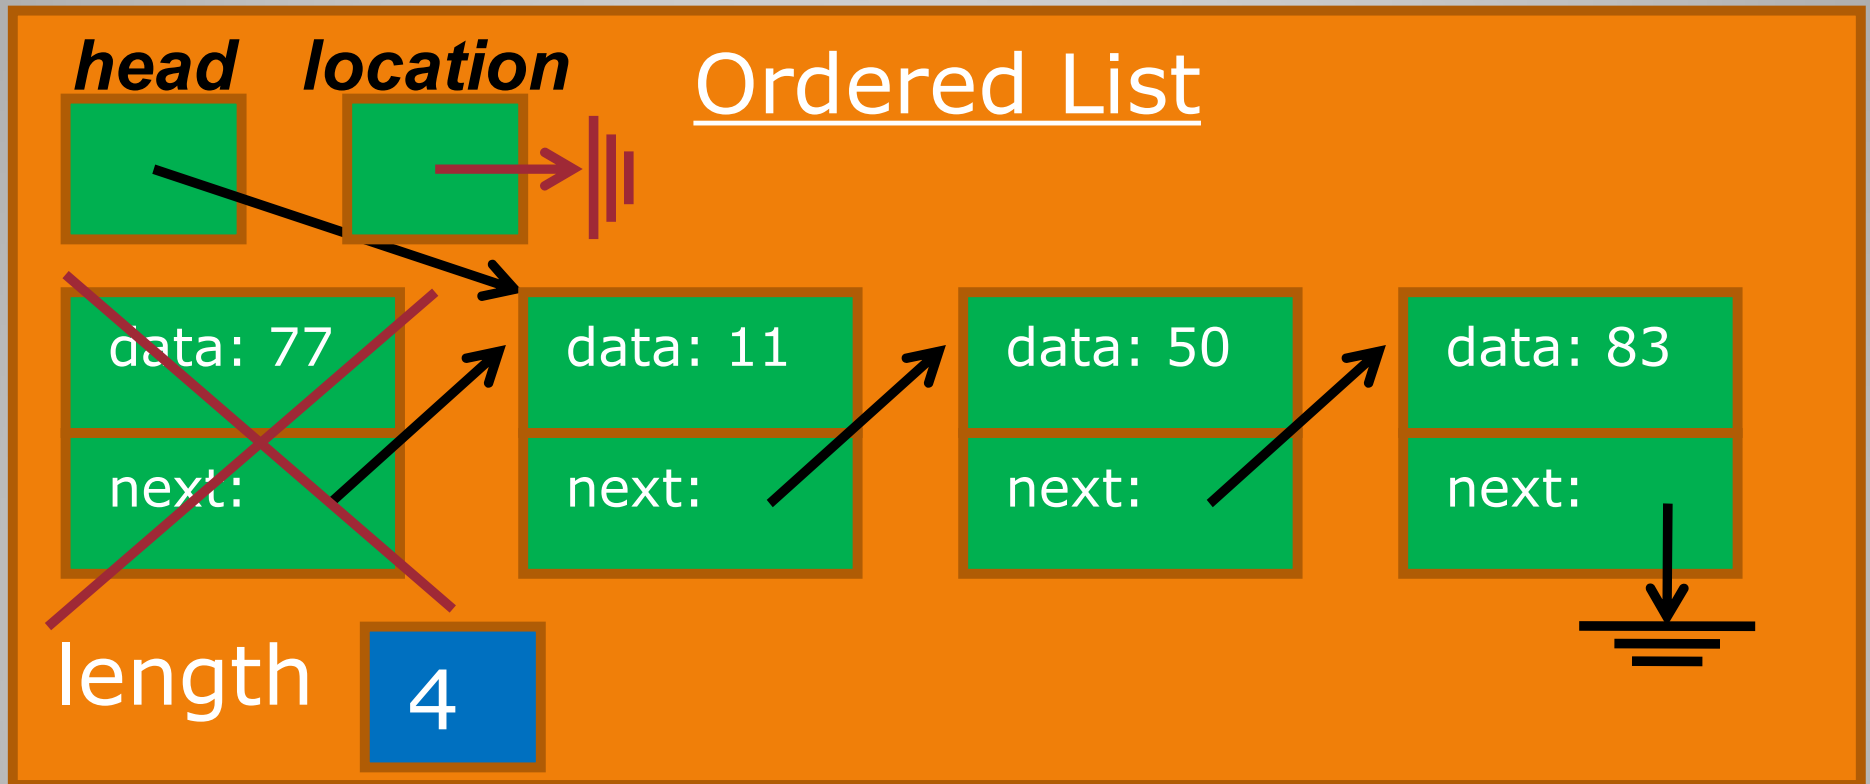 head location
Ordered List
data: 77 data: 11 data: 50 data: 83
next: next: next: next:
length 4